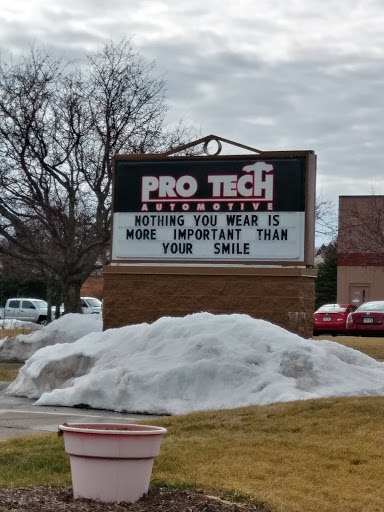 PRO TECH
AUTOMOTIVE
NOTHING YOU WEAR IS
MORE IMPORTANT THAN
YOUR SMILE